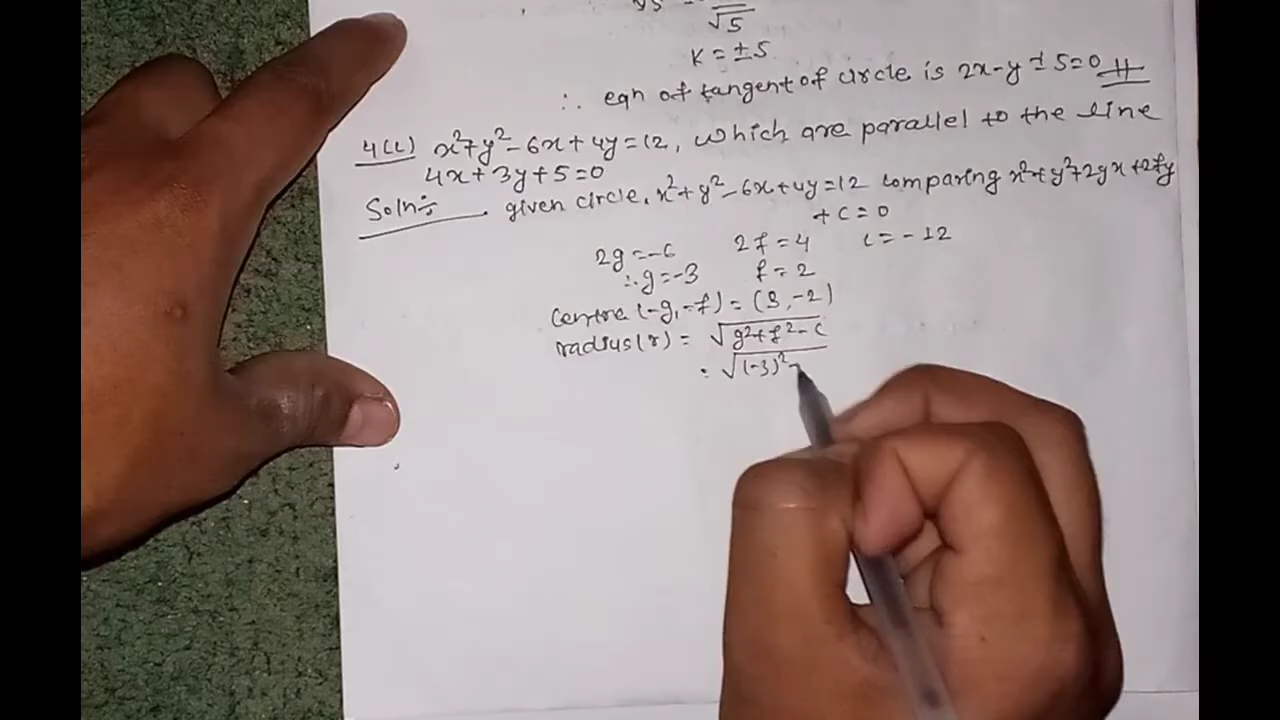 √5
K = ±5
∴ eqn of tangent of circle is 2x-y ± 5=0
4(c) x²+y²-6x+4y=12, which are parallel to the line
4x+3y+5=0
Soln:- given circle, x²+y²-6x+4y=12 comparing x²+y²+2gx+2fy
+c=0
2g=-6 2f=4 c=-12
∴g=-3 f=2
centre (-g,-f) = (3,-2)
radius(r) = √g²+f²-c
= √(-3)²